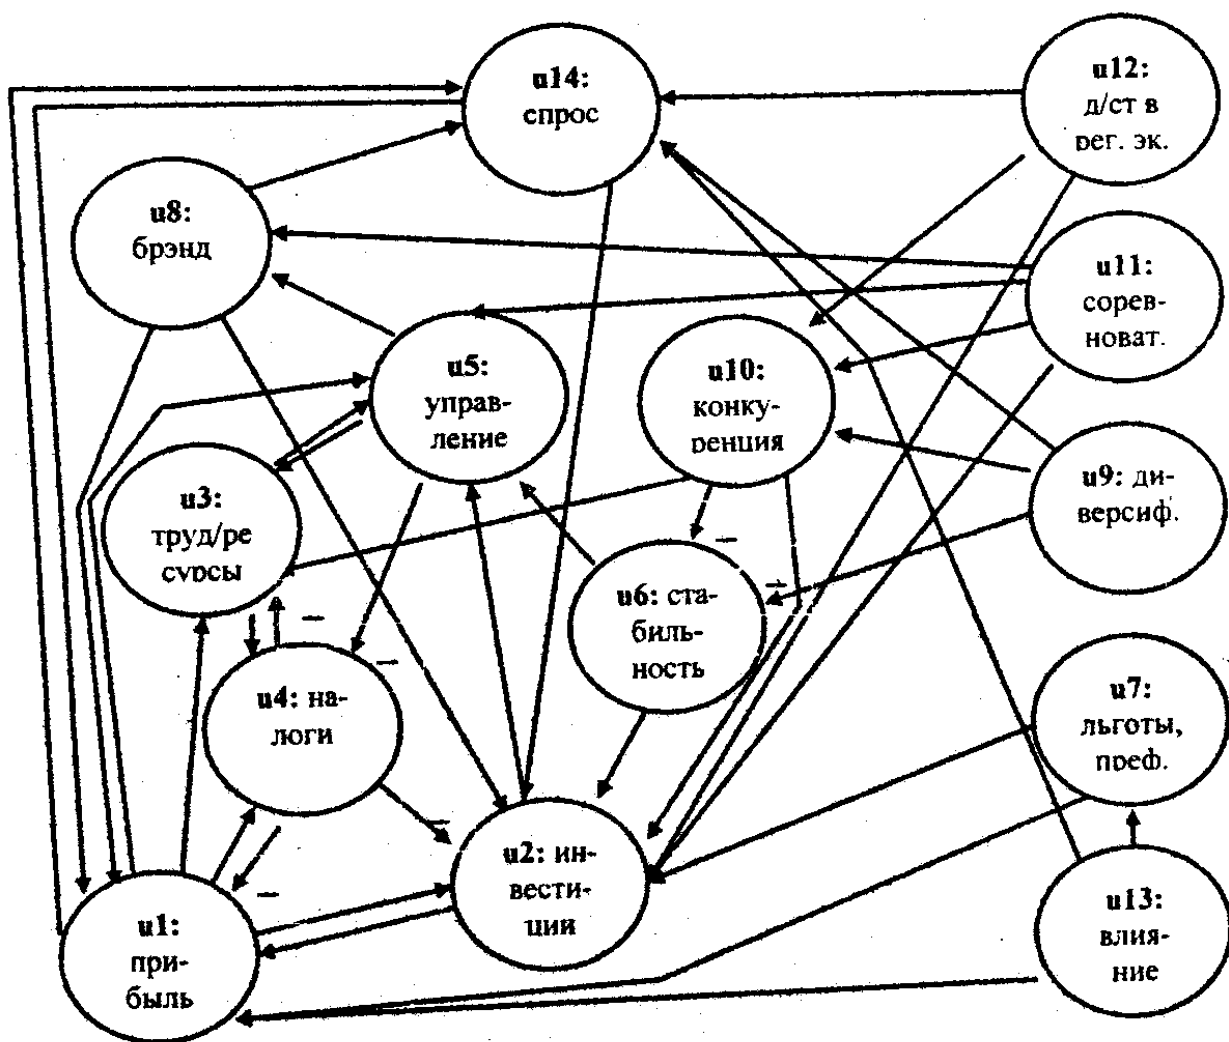 u14:
спрос
u12:
д/ст в
рег. эк.
u8:
брэнд
u11:
сорев-
новат.
u5:
управ-
ление
u10:
конку-
ренция
u9: ди-
версиф.
u3:
труд/ре
сурсы
–
–
+
u6: ста-
биль-
ность
–
–
u4: на-
логи
u7:
льготы,
преф.
–
u2: ин-
вести-
ции
–
u1:
при-
быль
u13:
влия-
ние